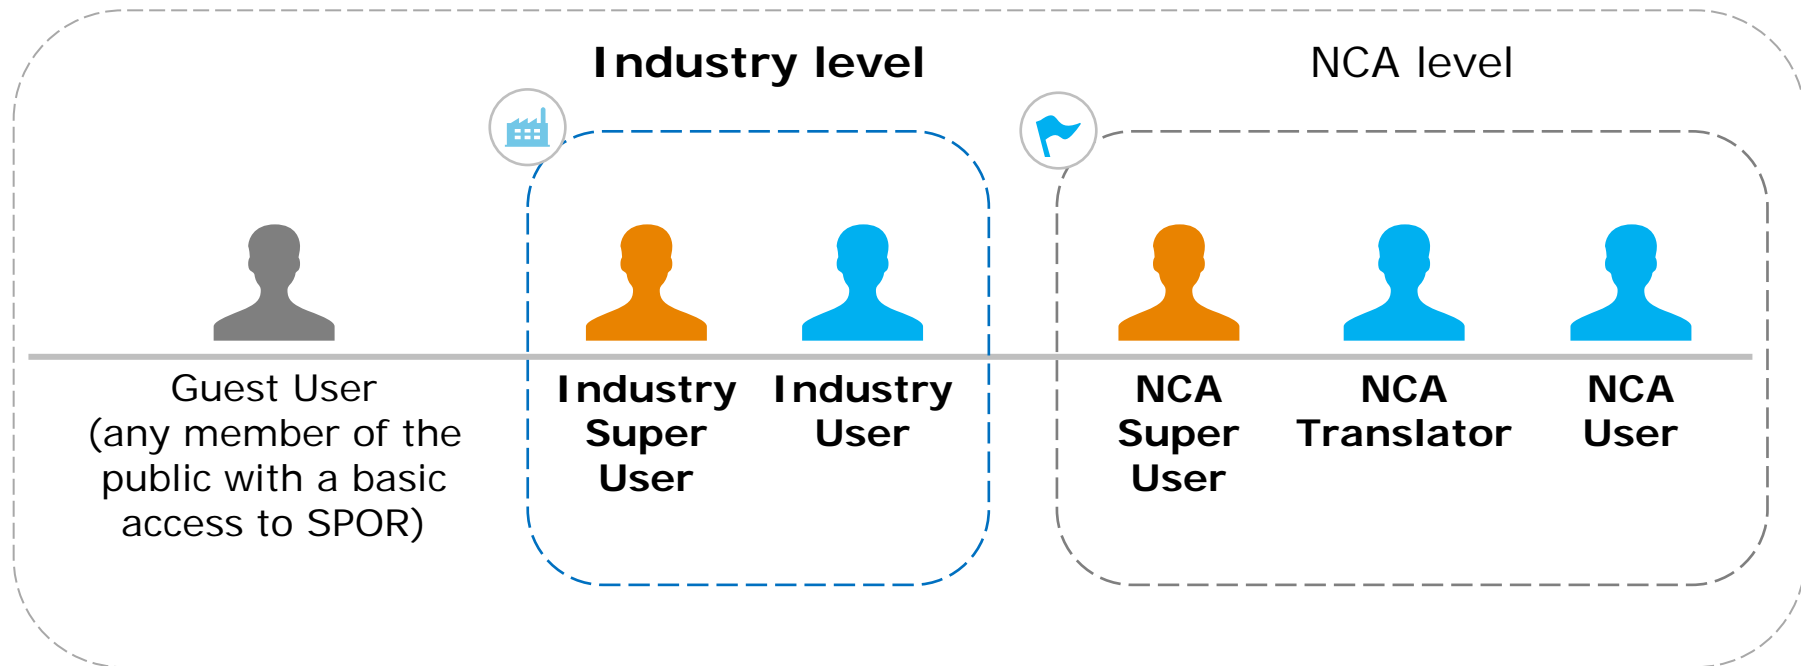 Industry level
NCA level
Guest User
(any member of the
public with a basic
access to SPOR)
Industry
Super
User
Industry
User
NCA
Super
User
NCA
Translator
NCA
User